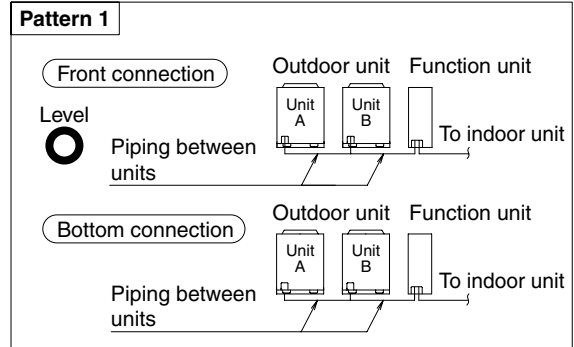 Pattern 1
Front connection
Outdoor unit
Function unit
Level
Unit
A
Unit
B
To indoor unit
Piping between
units
Bottom connection
Outdoor unit
Function unit
Unit
A
Unit
B
To indoor unit
Piping between
units